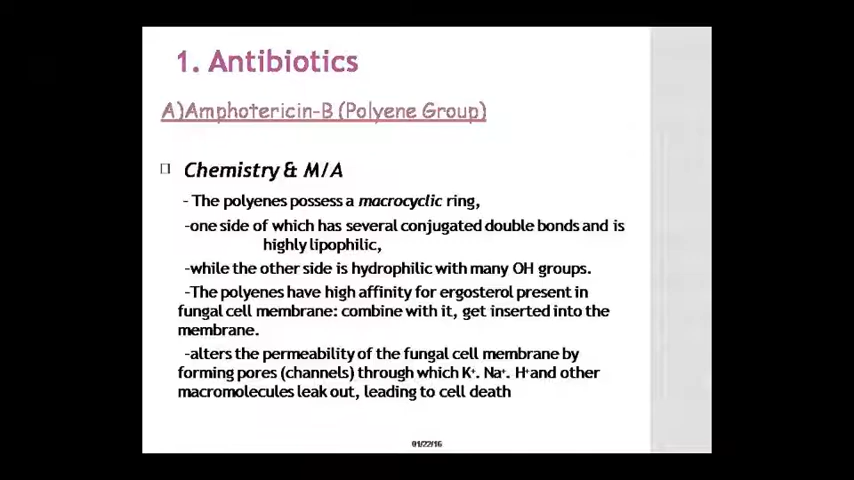 1. Antibiotics
A)Amphotericin-B (Polyene Group)
Chemistry & M/A
- The polyenes possess a macrocyclic ring,
-one side of which has several conjugated double bonds and is
highly lipophilic,
-while the other side is hydrophilic with many OH groups.
-The polyenes have high affinity for ergosterol present in
fungal cell membrane: combine with it, get inserted into the
membrane.
-alters the permeability of the fungal cell membrane by
forming pores (channels) through which K⁺. Na⁺. H⁺and other
macromolecules leak out, leading to cell death
01/22/16